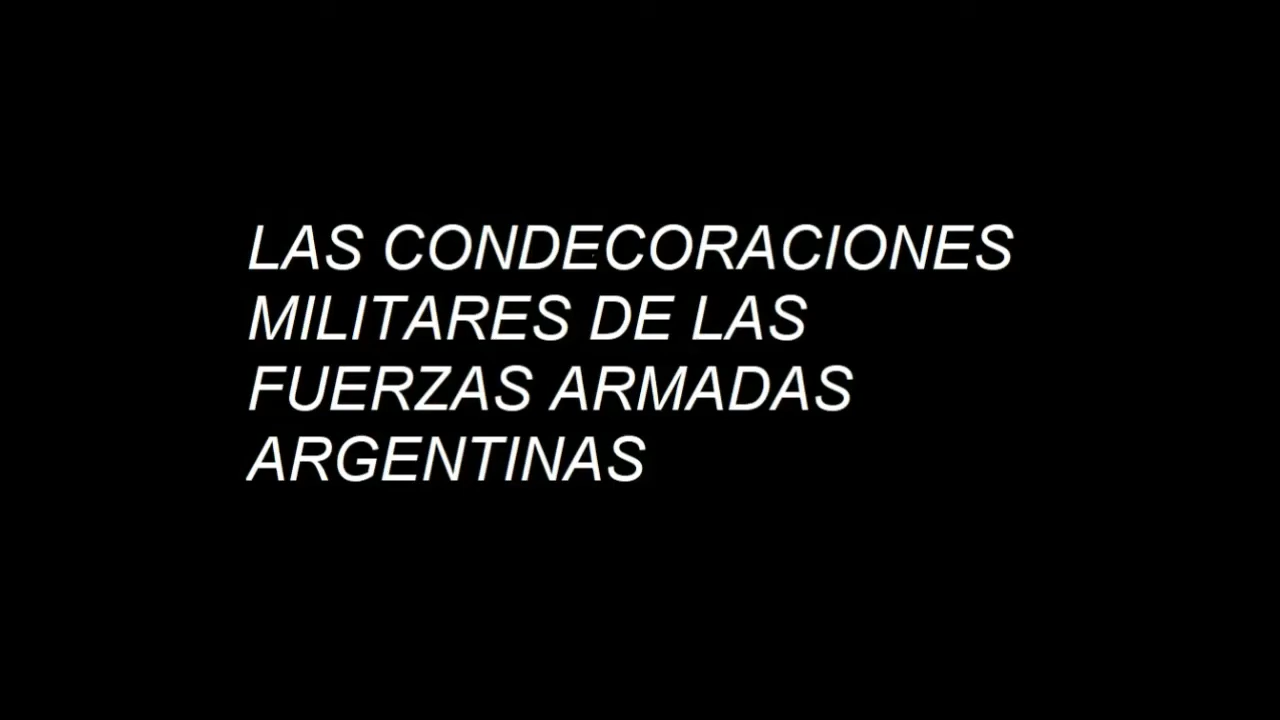 LAS CONDECORACIONES
MILITARES DE LAS
FUERZAS ARMADAS
ARGENTINAS